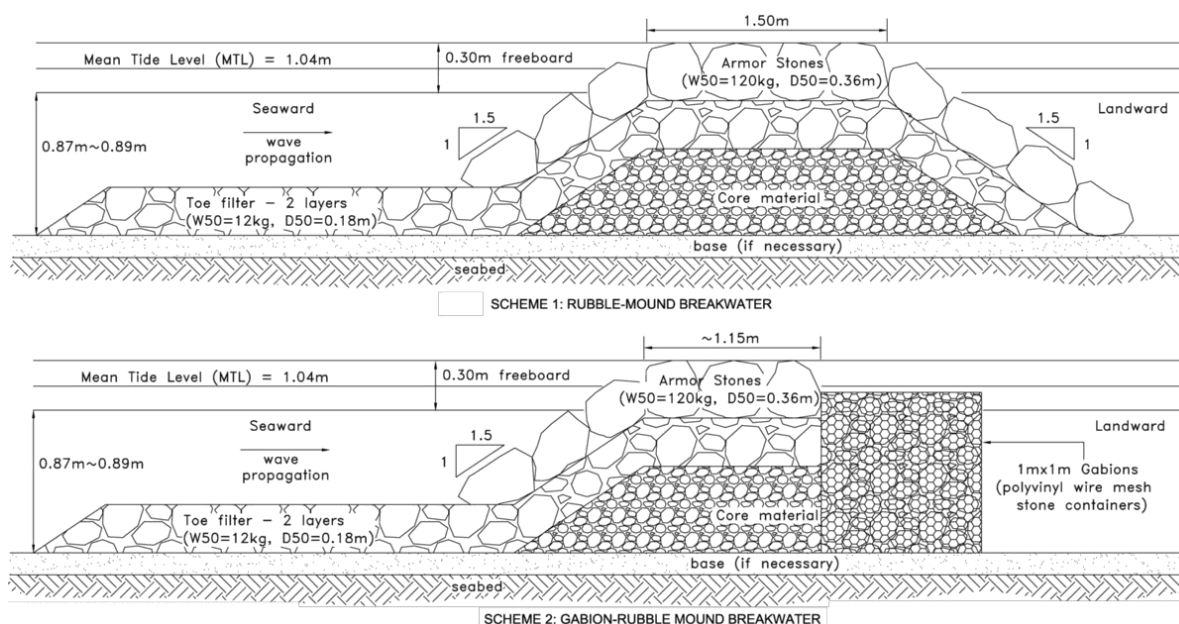 1.50m
Mean Tide Level (MTL) = 1.04m
0.30m freeboard
Armor Stones
(W50=120kg, D50=0.36m)
Seaward
Landward
1.5
1
wave
propagation
1.5
1
0.87m~0.89m
Toe filter – 2 layers
(W50=12kg, D50=0.18m)
Core material
base (if necessary)
seabed
SCHEME 1: RUBBLE-MOUND BREAKWATER
~1.15m
Mean Tide Level (MTL) = 1.04m
0.30m freeboard
Armor Stones
(W50=120kg, D50=0.36m)
Seaward
Landward
1.5
1
wave
propagation
0.87m~0.89m
1mx1m Gabions
(polyvinyl wire mesh
stone containers)
Toe filter – 2 layers
(W50=12kg, D50=0.18m)
Core material
base (if necessary)
seabed
SCHEME 2: GABION-RUBBLE MOUND BREAKWATER